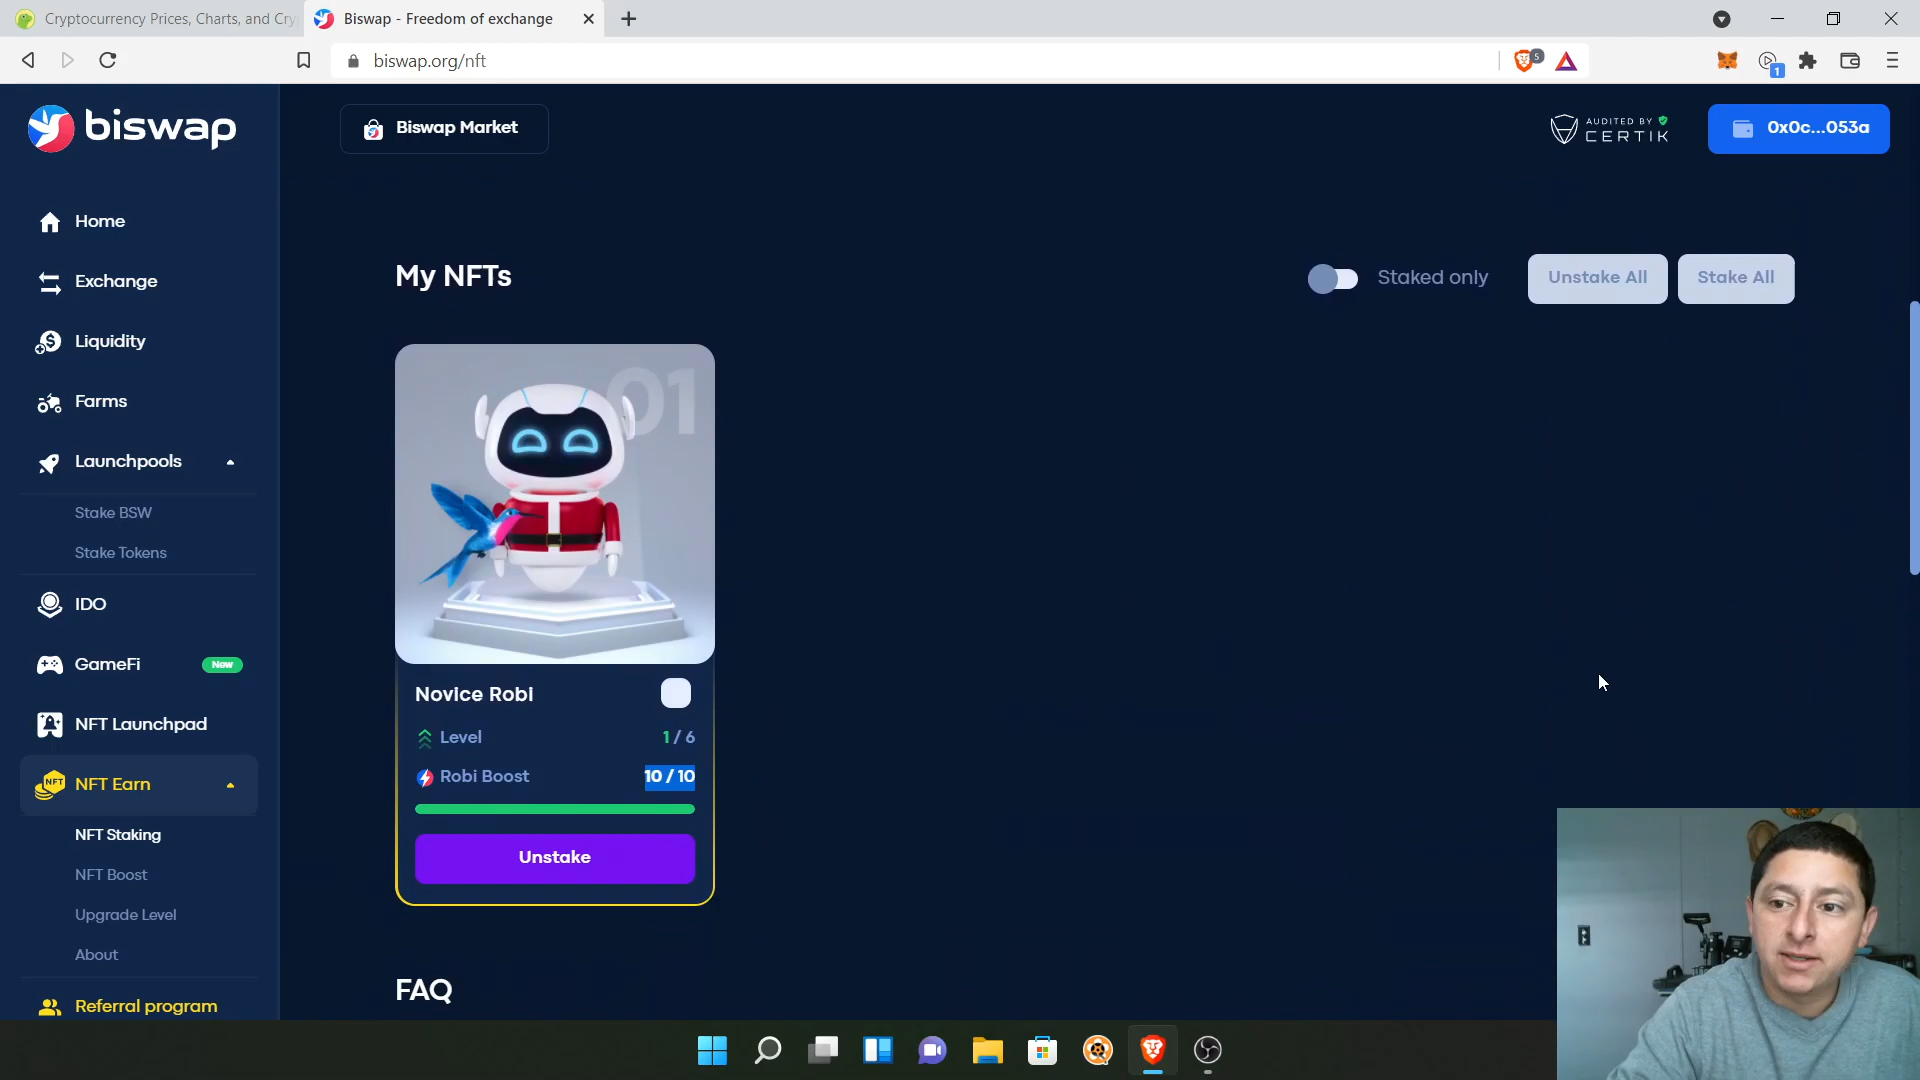 Cryptocurrency Prices, Charts, and Cry
Biswap - Freedom of exchange
biswap.org/nft
5
1
biswap
Biswap Market
AUDITED BY
CERTIK
0x0c...053a
Home
Exchange
Liquidity
Farms
Launchpools
Stake BSW
Stake Tokens
IDO
GameFi
New
NFT Launchpad
NFT
NFT Earn
NFT Staking
NFT Boost
Upgrade Level
About
Referral program
My NFTs
Staked only
Unstake All
Stake All
01
Novice Robi
Level
1 / 6
Robi Boost
10 / 10
Unstake
FAQ